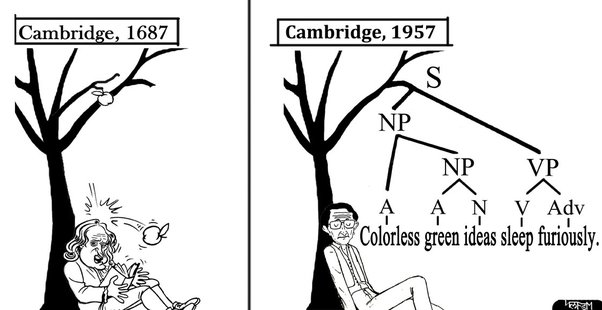 Cambridge, 1687
Cambridge, 1957
S
NP
NP VP
A A N V Adv
Colorless green ideas sleep furiously.